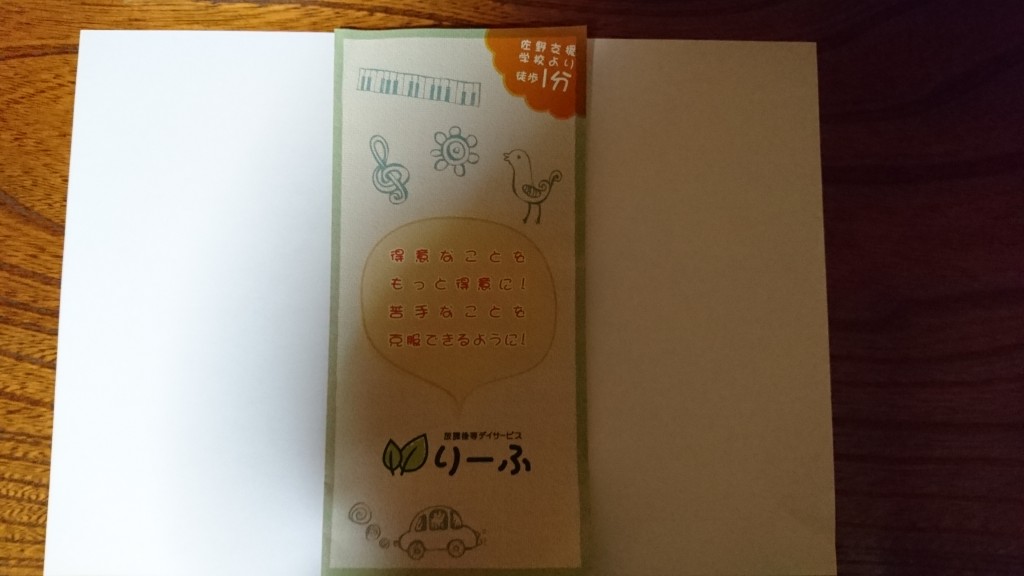 佐野支援
学校より
徒歩1分
得意なことを
もっと得意に!
苦手なことを
克服できるように!
放課後等デイサービス
りーふ